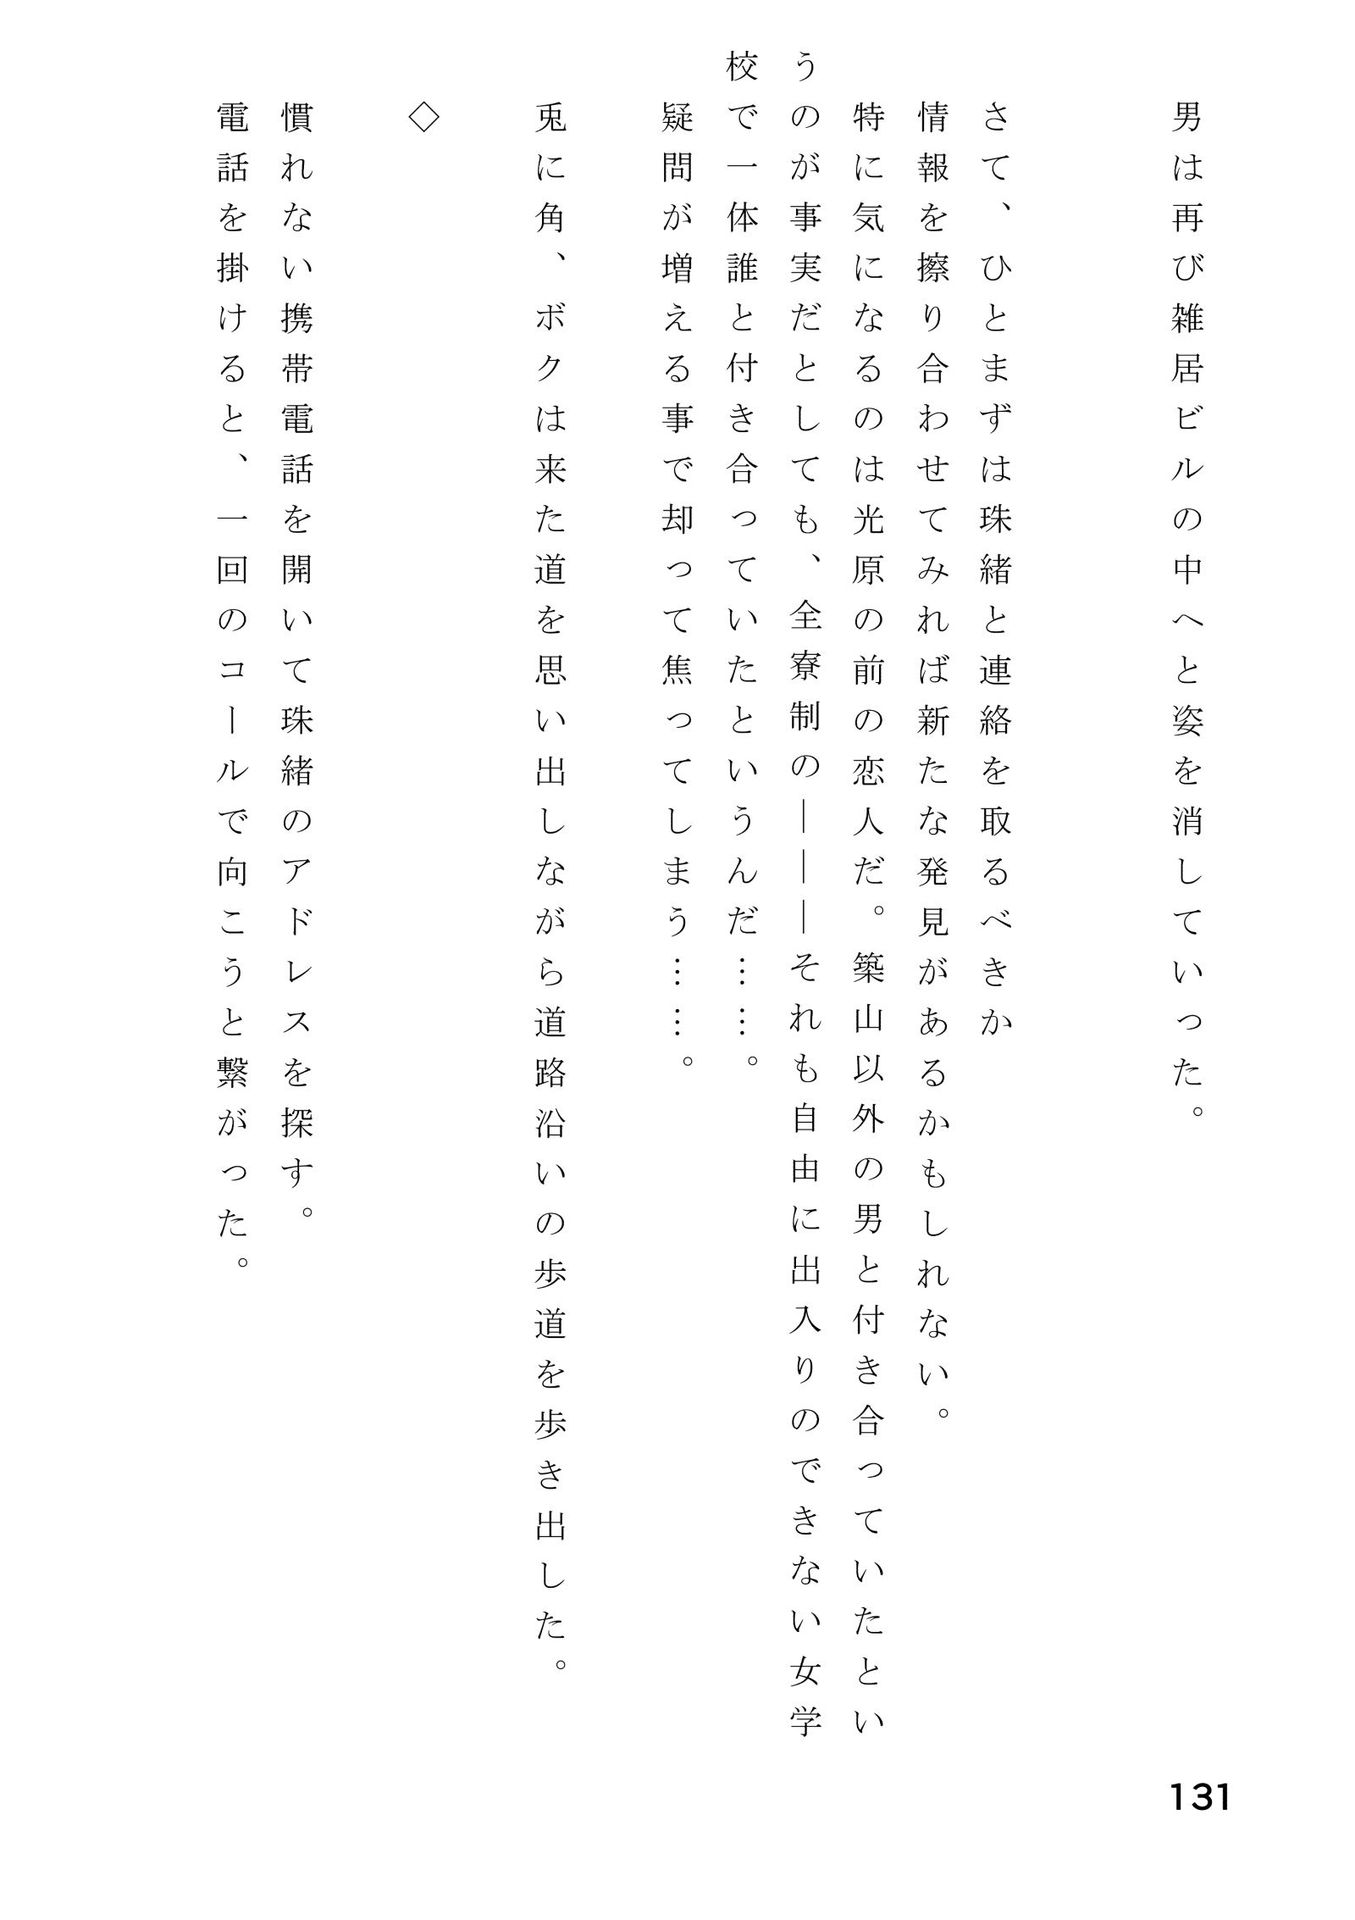 男は再び雑居ビルの中へと姿を消していった。
さて、ひとまずは珠緒と連絡を取るべきか
情報を擦り合わせてみれば新たな発見があるかもしれない。
特に気になるのは光原の前の恋人だ。築山以外の男と付き合っていたとい
うのが事実だとしても、全寮制の―――それも自由に出入りのできない女学
校で一体誰と付き合っていたというんだ……。
疑問が増える事で却って焦ってしまう……。
兎に角、ボクは来た道を思い出しながら道路沿いの歩道を歩き出した。
◇
慣れない携帯電話を開いて珠緒のアドレスを探す。
電話を掛けると、一回のコールで向こうと繋がった。
131